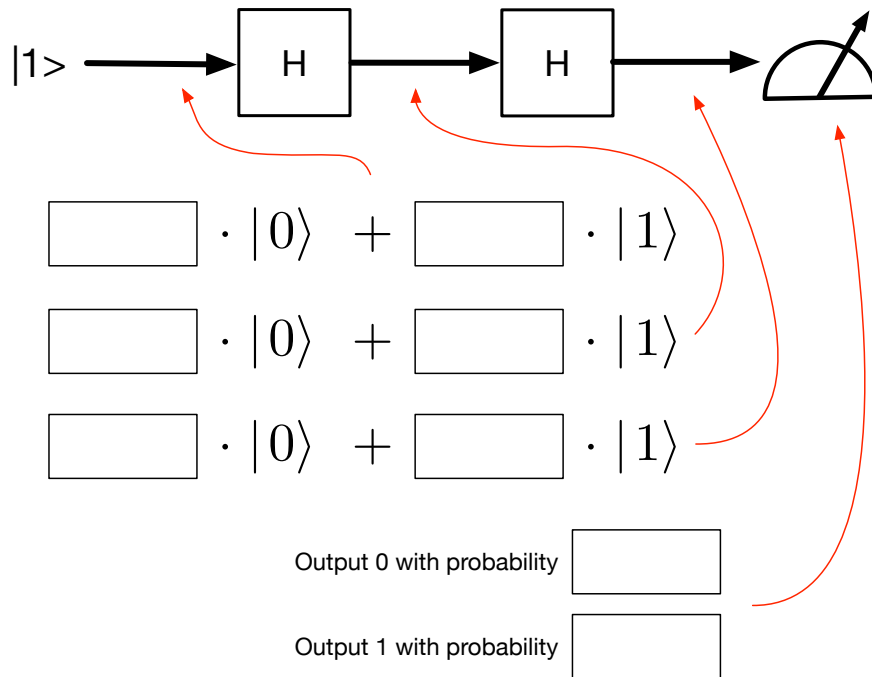 |1> H H
· |0⟩ + · |1⟩
· |0⟩ + · |1⟩
· |0⟩ + · |1⟩
Output 0 with probability
Output 1 with probability